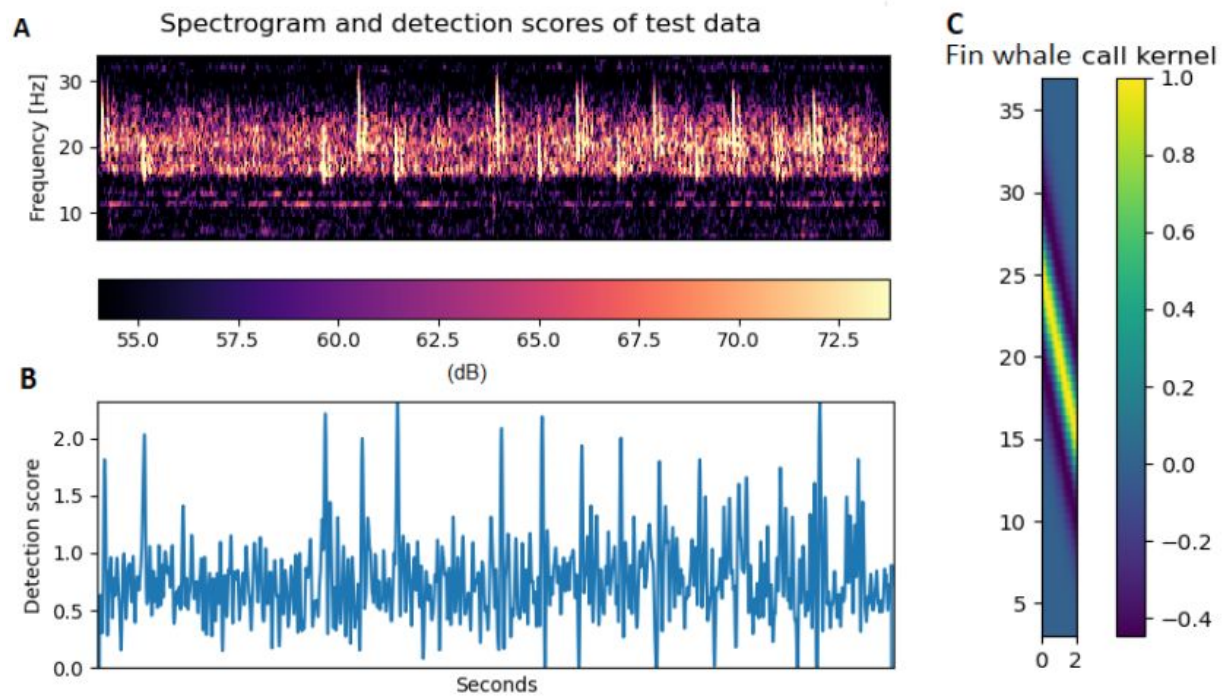 A
Spectrogram and detection scores of test data
Frequency [Hz]
30
20
10
55.0 57.5 60.0 62.5 65.0 67.5 70.0 72.5
(dB)
B
Detection score
2.0
1.5
1.0
0.5
0.0
Seconds
C
Fin whale call kernel
35
30
25
20
15
10
5
0 2
1.0
0.8
0.6
0.4
0.2
0.0
−0.2
−0.4